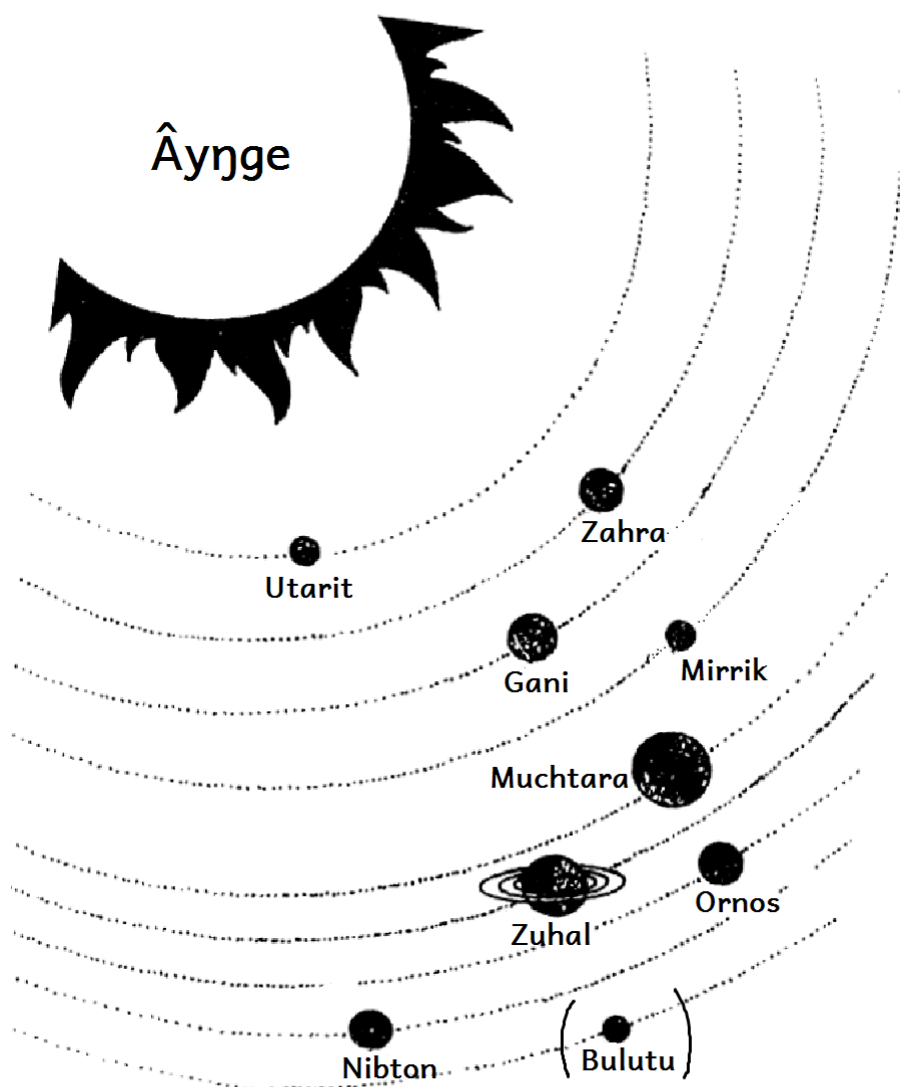 Âyŋge
Zahra
Utarit
Gani
Mirrik
Muchtara
Ornos
Zuhal
Nibtan
(Bulutu)